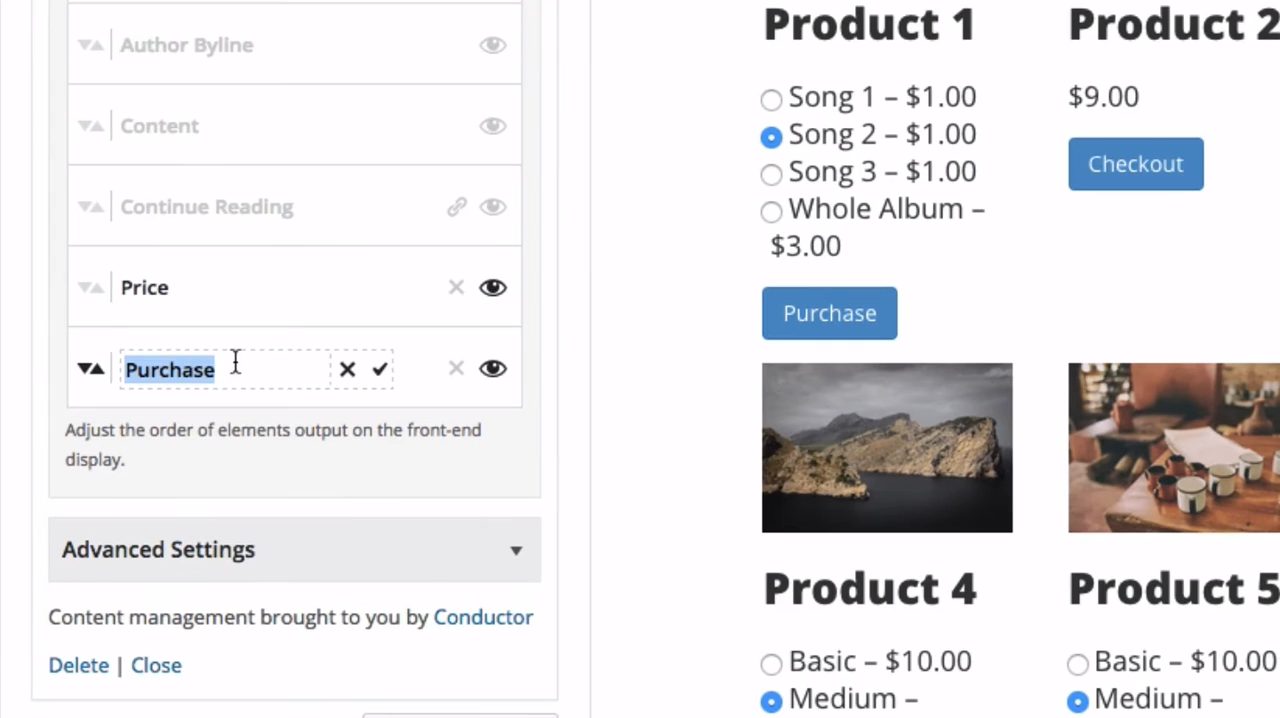 Author Byline
Content
Continue Reading
Price
Purchase
Adjust the order of elements output on the front-end
display.
Advanced Settings
Content management brought to you by Conductor
Delete | Close
Product 1
Song 1 – $1.00
Song 2 – $1.00
Song 3 – $1.00
Whole Album –
$3.00
Purchase
Product 2
$9.00
Checkout
Product 4
Basic – $10.00
Medium –
Product 5
Basic – $10.00
Medium –